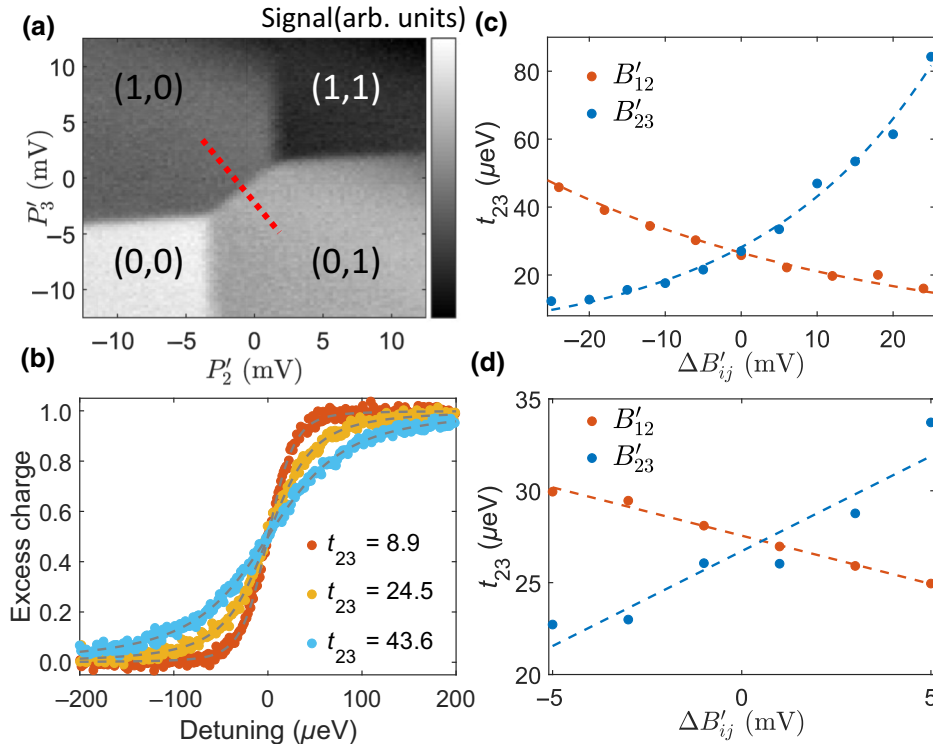 Signal(arb. units)
(a)
(1,0)
(1,1)
(0,0)
(0,1)
10
5
0
−5
−10
P′3 (mV)
−10 −5 0 5 10
P′2 (mV)
(b)
1.0
0.8
0.6
0.4
0.2
0.0
Excess charge
t23 = 8.9
t23 = 24.5
t23 = 43.6
−200 −100 0 100 200
Detuning (μeV)
(c)
B′12
B′23
80
60
40
20
t23 (μeV)
−20 −10 0 10 20
ΔB′ij (mV)
(d)
B′12
B′23
35
30
25
20
t23 (μeV)
−5 0 5
ΔB′ij (mV)